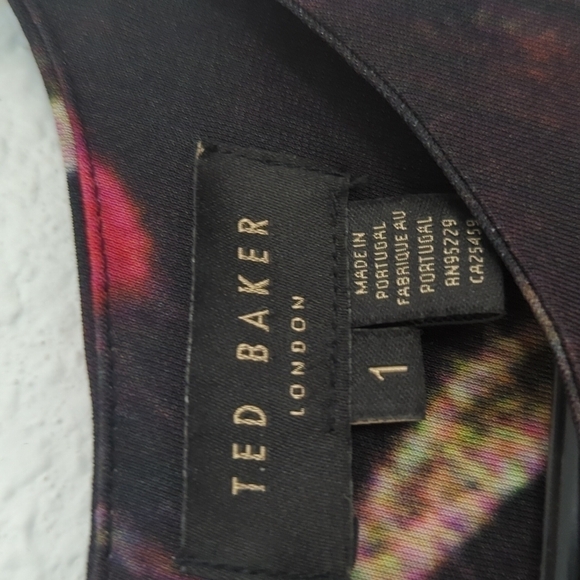 TED BAKER
LONDON
MADE IN
PORTUGAL
FABRIQUE AU
PORTUGAL
RN95229
1